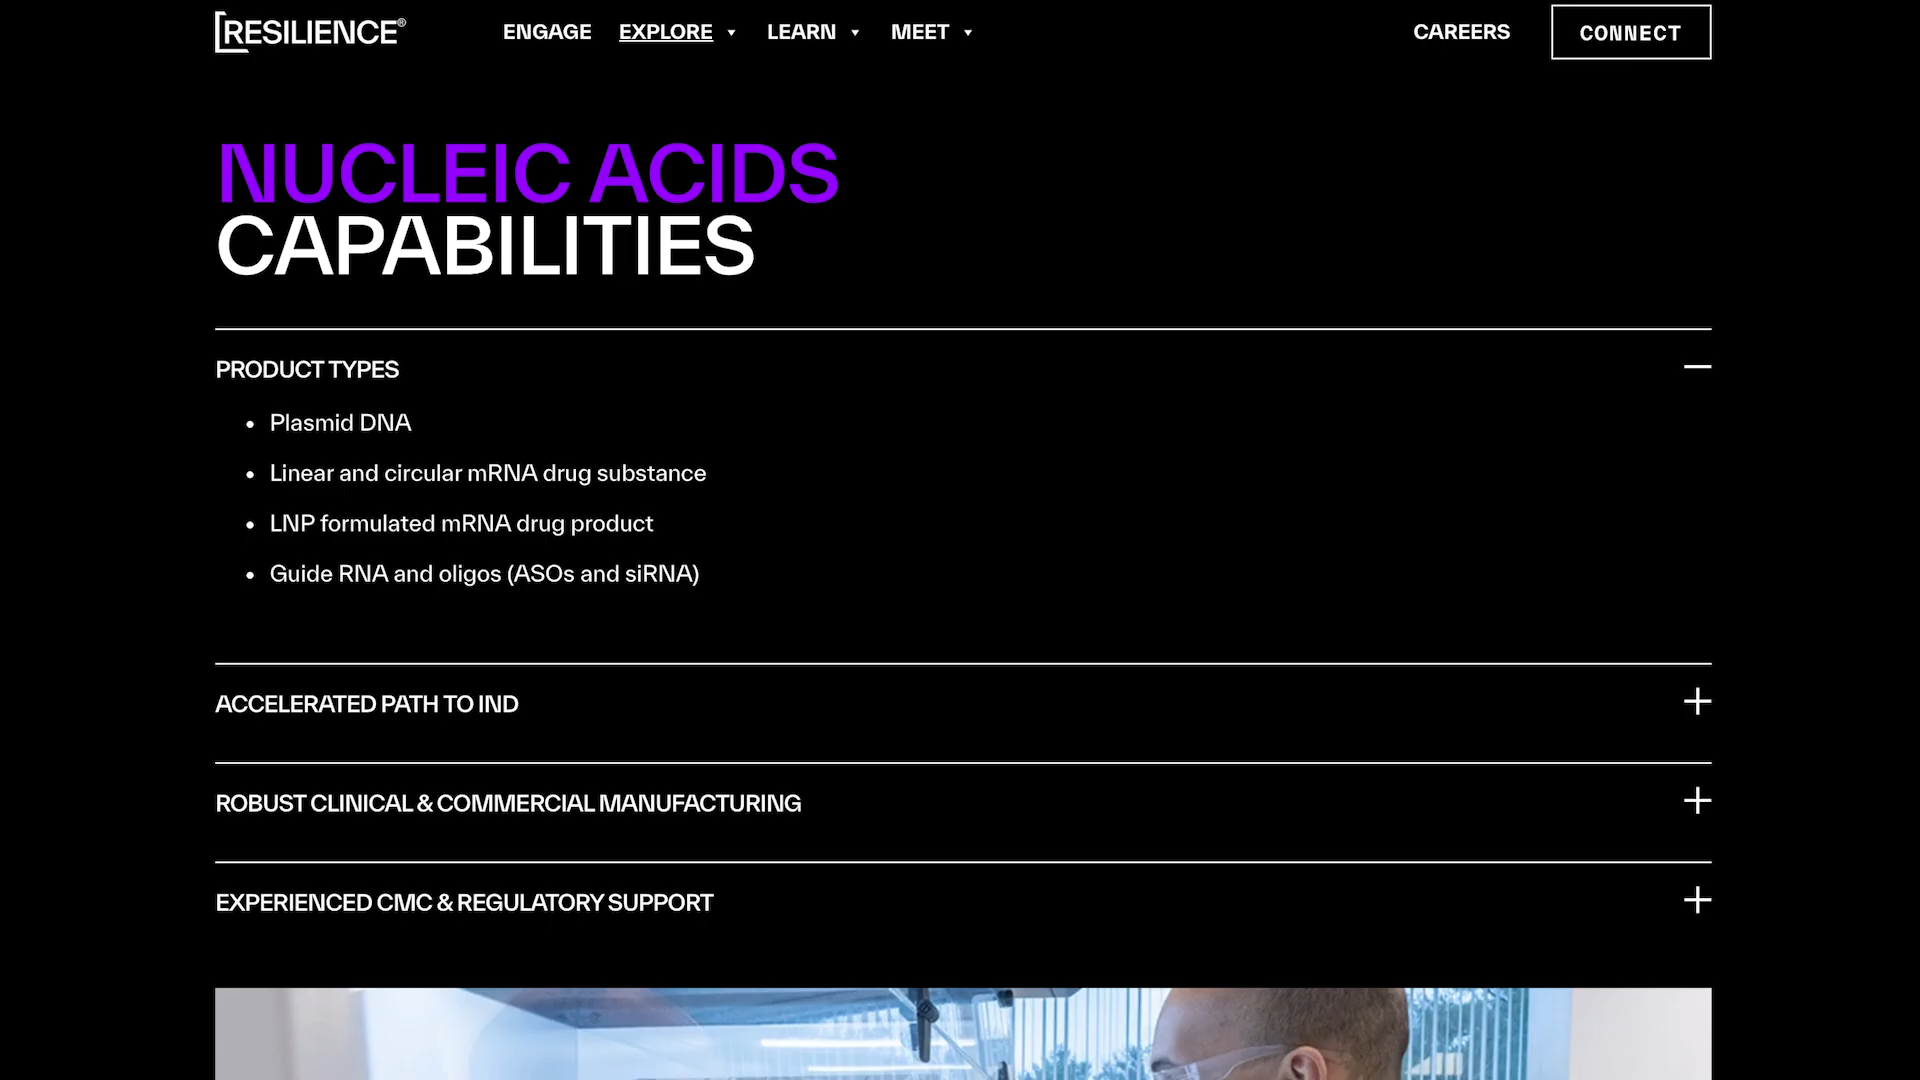 RESILIENCE®
ENGAGE EXPLORE LEARN MEET CAREERS CONNECT
NUCLEIC ACIDS
CAPABILITIES
PRODUCT TYPES
• Plasmid DNA
• Linear and circular mRNA drug substance
• LNP formulated mRNA drug product
• Guide RNA and oligos (ASOs and siRNA)
ACCELERATED PATH TO IND
ROBUST CLINICAL & COMMERCIAL MANUFACTURING
EXPERIENCED CMC & REGULATORY SUPPORT